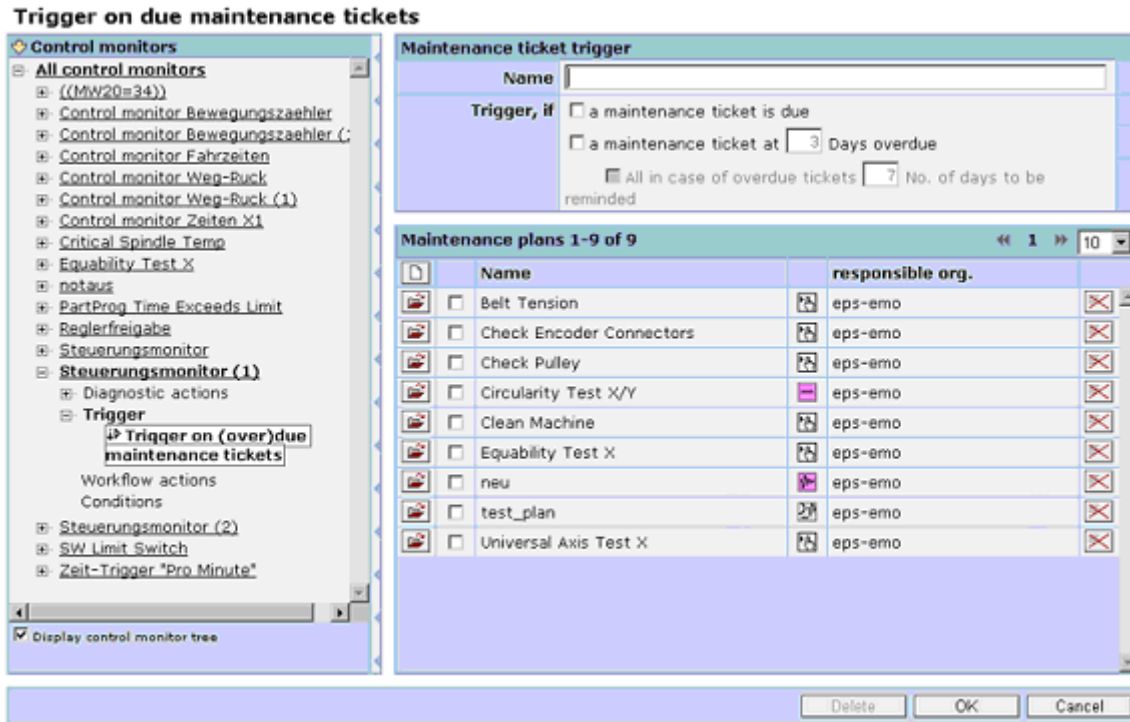 Trigger on due maintenance tickets
Control monitors
All control monitors
((MW20=34))
Control monitor Bewegungszaehler
Control monitor Bewegungszaehler (
Control monitor Fahrzeiten
Control monitor Weg-Ruck
Control monitor Weg-Ruck (1)
Control monitor Zeiten X1
Critical Spindle Temp
Equability Test X
notaus
PartProg Time Exceeds Limit
Reglerfreigabe
Steuerungsmonitor
Steuerungsmonitor (1)
Diagnostic actions
Trigger
Trigger on (over)due
maintenance tickets
Workflow actions
Conditions
Steuerungsmonitor (2)
SW Limit Switch
Zeit-Trigger "Pro Minute"
Display control monitor tree
Maintenance ticket trigger
Name
Trigger, if a maintenance ticket is due
a maintenance ticket at 3 Days overdue
All in case of overdue tickets 7 No. of days to be
reminded
Maintenance plans 1-9 of 9 1 10
Name responsible org.
Belt Tension eps-emo
Check Encoder Connectors eps-emo
Check Pulley eps-emo
Circularity Test X/Y eps-emo
Clean Machine eps-emo
Equability Test X eps-emo
neu eps-emo
test_plan eps-emo
Universal Axis Test X eps-emo
Delete OK Cancel